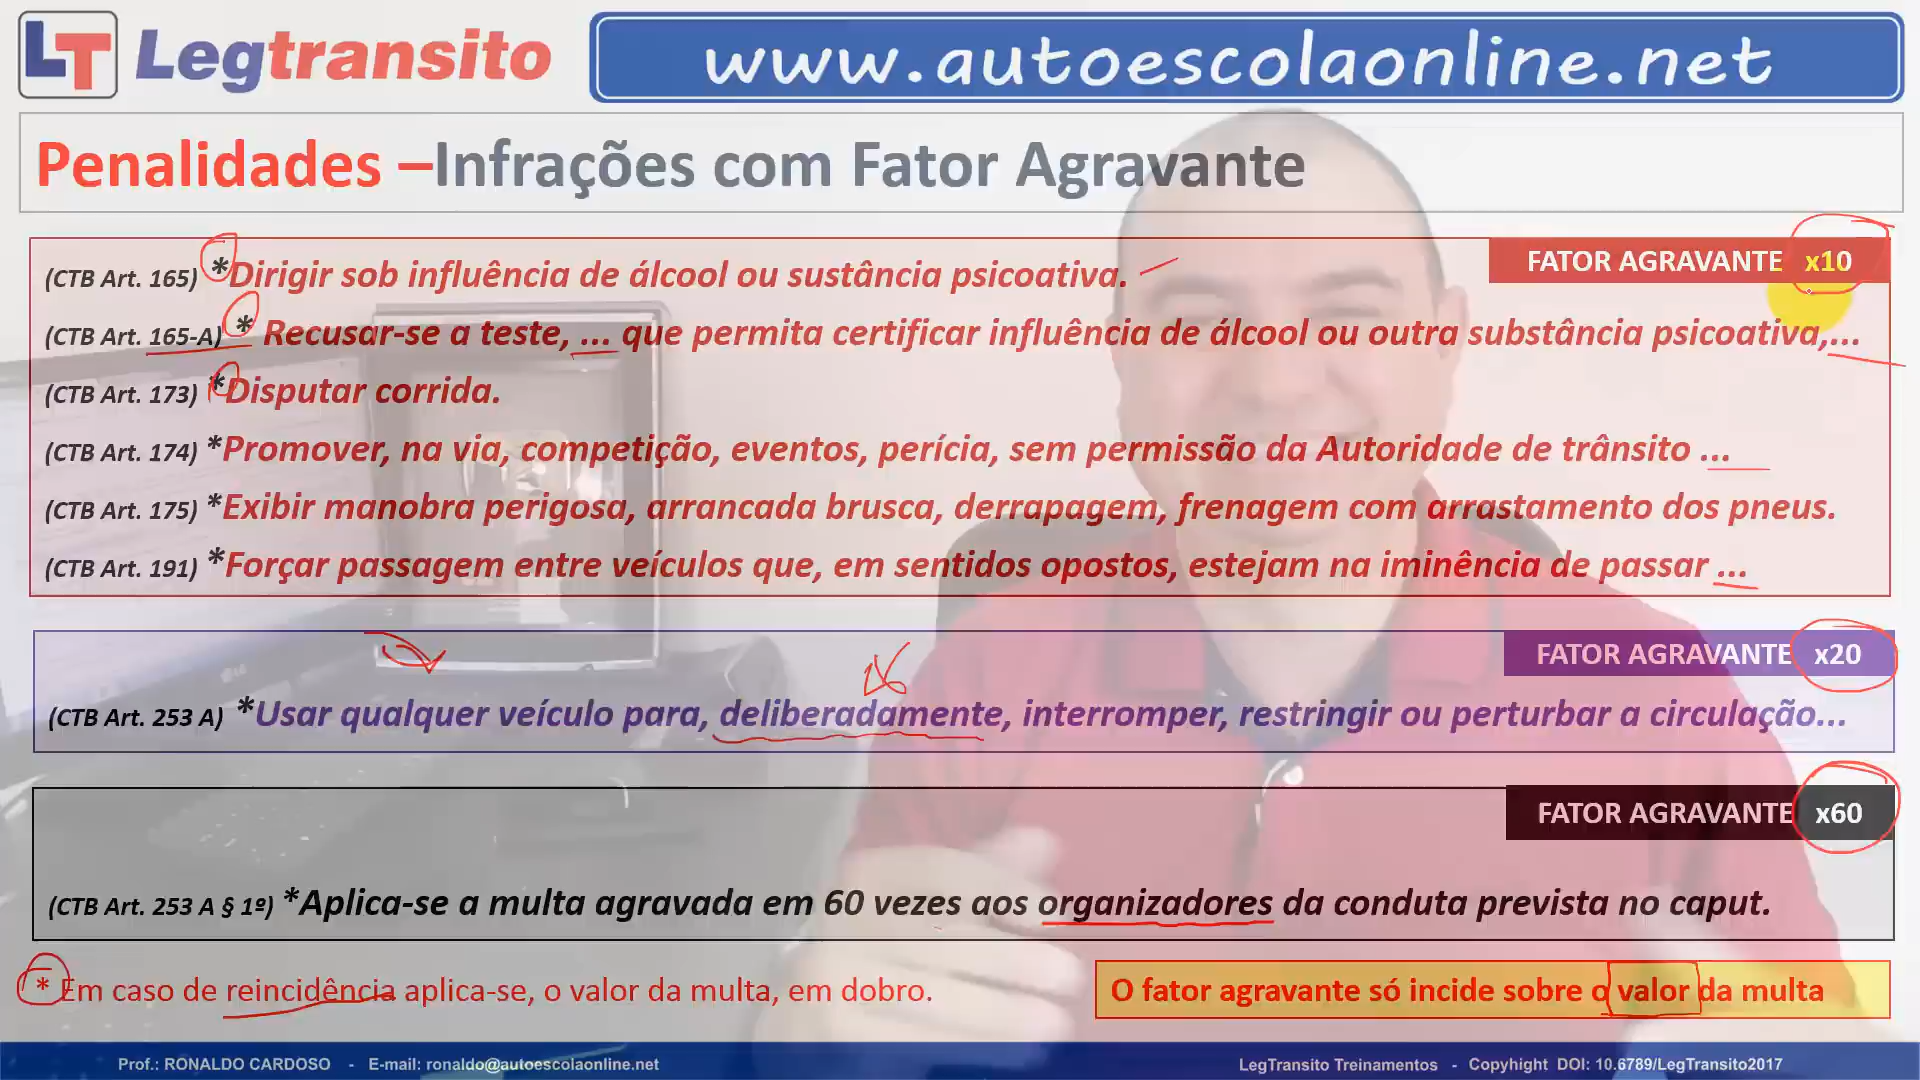 LT Legtransito
www.autoescolaonline.net
Penalidades –Infrações com Fator Agravante
FATOR AGRAVANTE x10
(CTB Art. 165) *Dirigir sob influência de álcool ou sustância psicoativa.
(CTB Art. 165-A) * Recusar-se a teste, ... que permita certificar influência de álcool ou outra substância psicoativa,...
(CTB Art. 173) *Disputar corrida.
(CTB Art. 174) *Promover, na via, competição, eventos, perícia, sem permissão da Autoridade de trânsito ...
(CTB Art. 175) *Exibir manobra perigosa, arrancada brusca, derrapagem, frenagem com arrastamento dos pneus.
(CTB Art. 191) *Forçar passagem entre veículos que, em sentidos opostos, estejam na iminência de passar ...
FATOR AGRAVANTE x20
(CTB Art. 253 A) *Usar qualquer veículo para, deliberadamente, interromper, restringir ou perturbar a circulação...
FATOR AGRAVANTE x60
(CTB Art. 253 A § 1º) *Aplica-se a multa agravada em 60 vezes aos organizadores da conduta prevista no caput.
* Em caso de reincidência aplica-se, o valor da multa, em dobro.
O fator agravante só incide sobre o valor da multa
Prof.: RONALDO CARDOSO - E-mail: ronaldo@autoescolaonline.net
LegTransito Treinamentos - Copyhight DOI: 10.6789/LegTransito2017